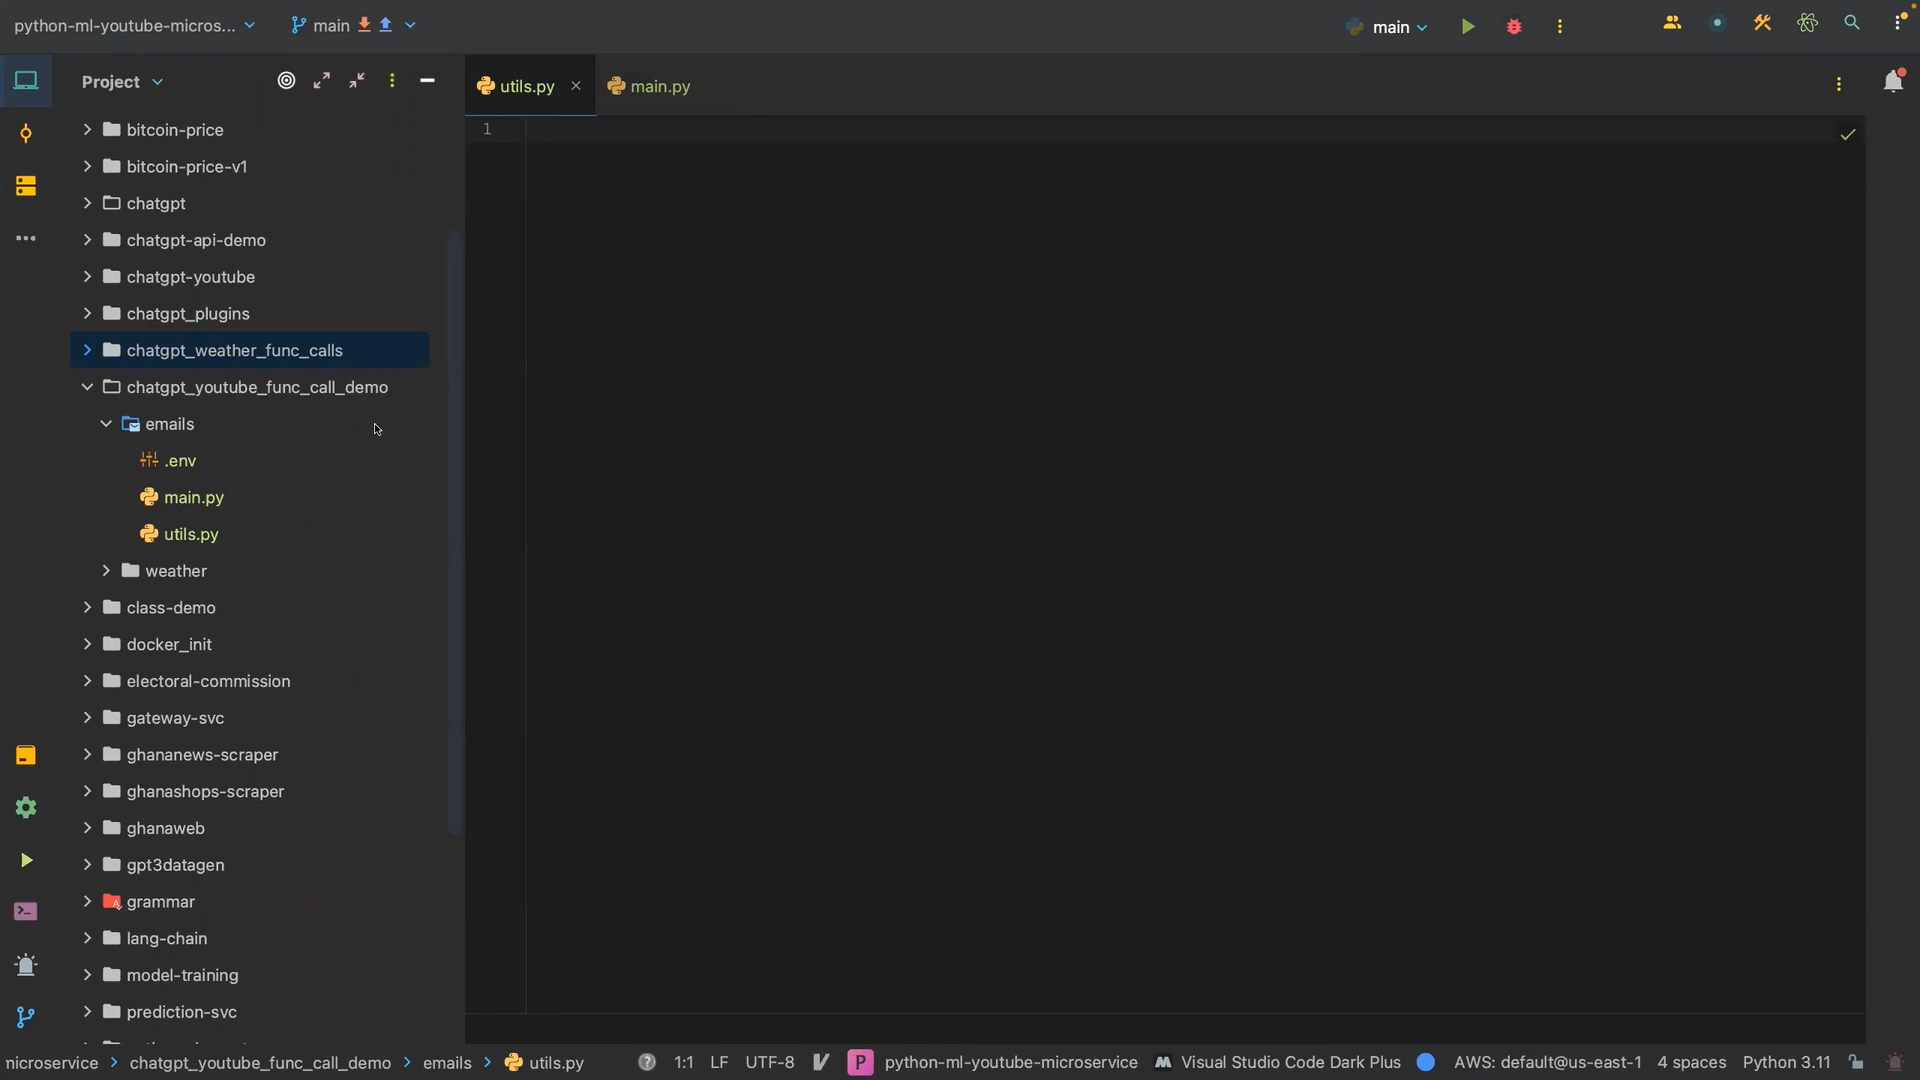 python-ml-youtube-micros...
main
main
Project
utils.py
main.py
bitcoin-price
bitcoin-price-v1
chatgpt
chatgpt-api-demo
chatgpt-youtube
chatgpt_plugins
chatgpt_weather_func_calls
chatgpt_youtube_func_call_demo
emails
.env
main.py
utils.py
weather
class-demo
docker_init
electoral-commission
gateway-svc
ghananews-scraper
ghanashops-scraper
ghanaweb
gpt3datagen
grammar
lang-chain
model-training
prediction-svc
1
microservice > chatgpt_youtube_func_call_demo > emails > utils.py
1:1 LF UTF-8 P python-ml-youtube-microservice Visual Studio Code Dark Plus AWS: default@us-east-1 4 spaces Python 3.11